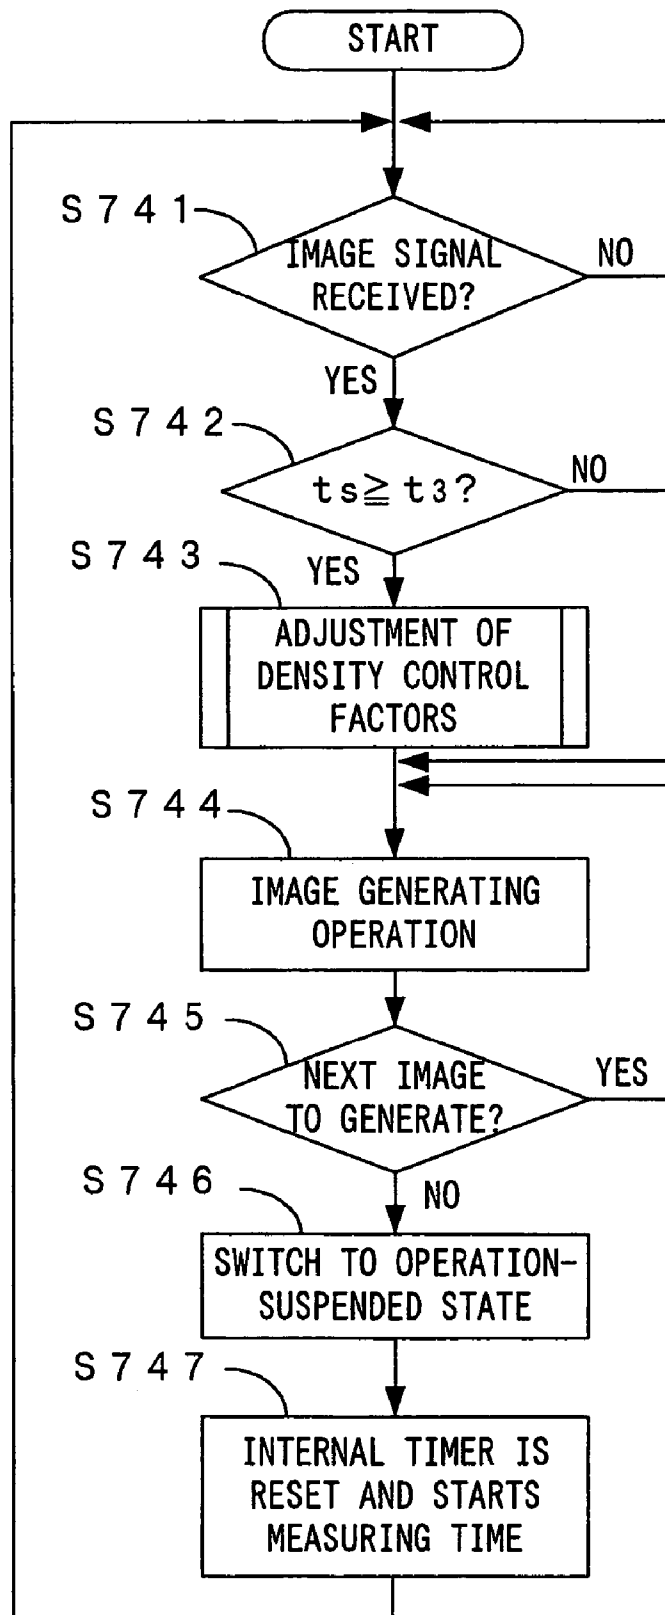 START
S741
IMAGE SIGNAL
RECEIVED?
NO
YES
S742
ts≧t3?
NO
YES
S743
ADJUSTMENT OF
DENSITY CONTROL
FACTORS
S744
IMAGE GENERATING
OPERATION
S745
NEXT IMAGE
TO GENERATE?
YES
NO
S746
SWITCH TO OPERATION-
SUSPENDED STATE
S747
INTERNAL TIMER IS
RESET AND STARTS
MEASURING TIME